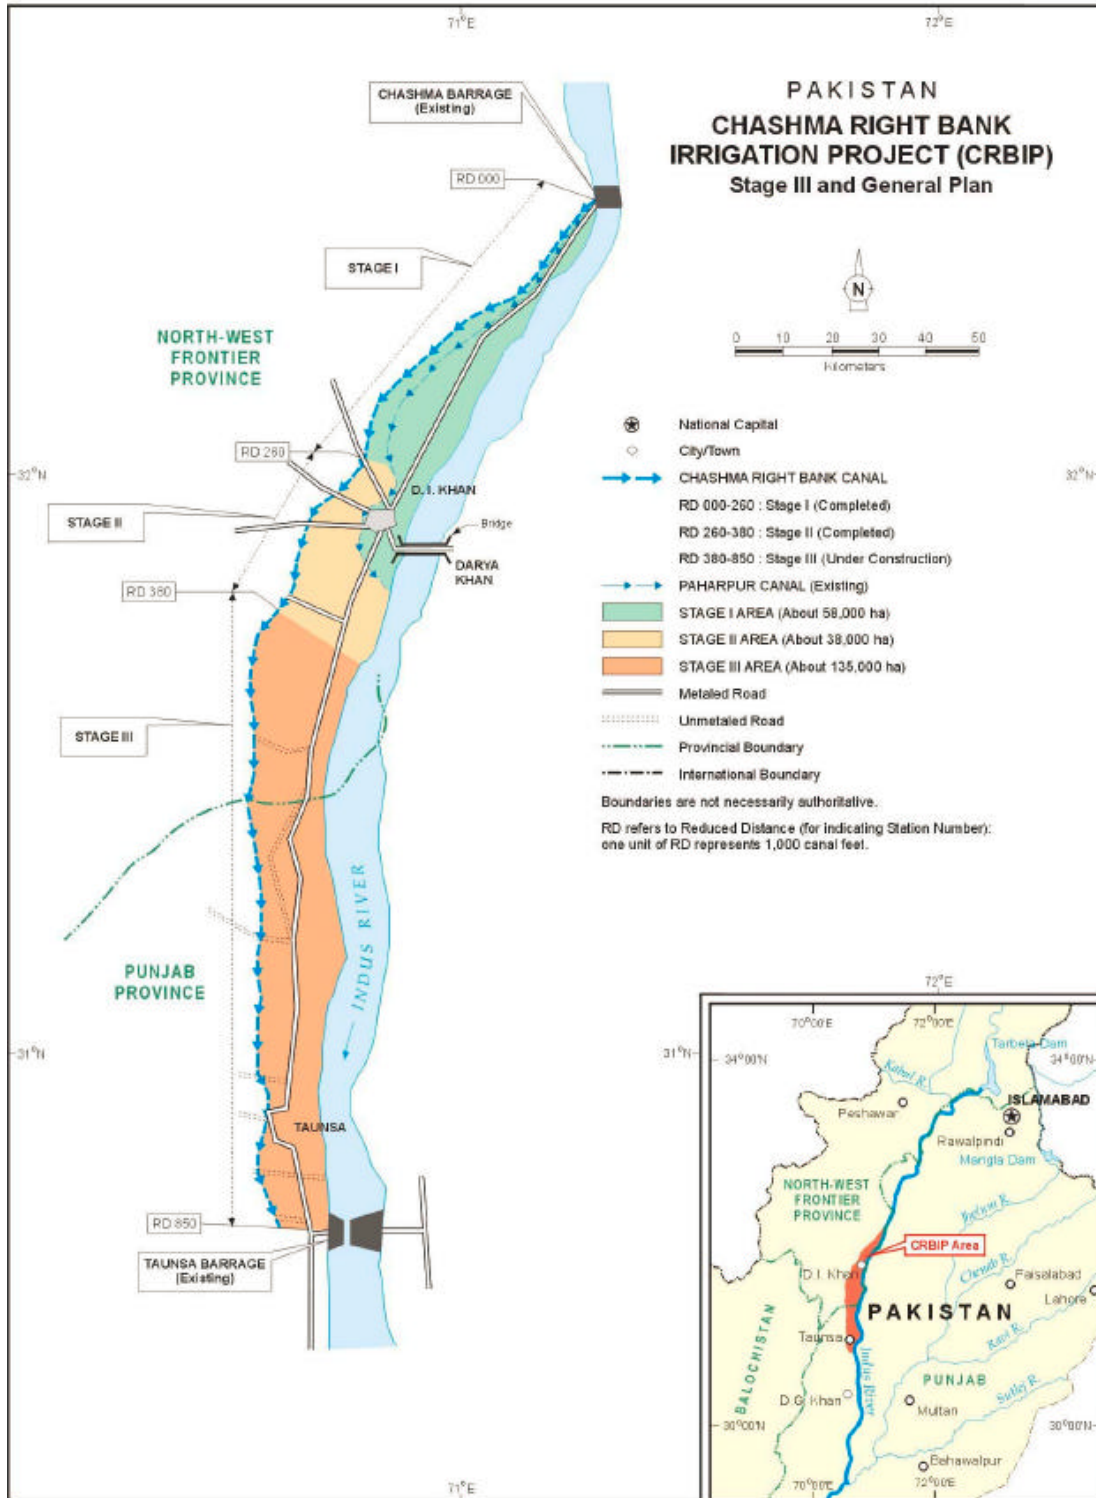 71°E
72°E
PAKISTAN
CHASHMA RIGHT BANK
IRRIGATION PROJECT (CRBIP)
Stage III and General Plan
CHASHMA BARRAGE
(Existing)
RD 000
STAGE I
N
0 10 20 30 40 50
Kilometers
NORTH-WEST
FRONTIER
PROVINCE
RD 260
32°N
32°N
D. I. KHAN
STAGE II
Bridge
DARYA
KHAN
RD 380
National Capital
City/Town
CHASHMA RIGHT BANK CANAL
RD 000-260 : Stage I (Completed)
RD 260-380 : Stage II (Completed)
RD 380-850 : Stage III (Under Construction)
PAHARPUR CANAL (Existing)
STAGE I AREA (About 58,000 ha)
STAGE II AREA (About 38,000 ha)
STAGE III AREA (About 135,000 ha)
Metaled Road
Unmetaled Road
Provincial Boundary
International Boundary
Boundaries are not necessarily authoritative.
RD refers to Reduced Distance (for indicating Station Number):
one unit of RD represents 1,000 canal feet.
STAGE III
INDUS RIVER
PUNJAB
PROVINCE
31°N
31°N
TAUNSA
RD 850
TAUNSA BARRAGE
(Existing)
71°E
72°E
70°00'E
72°00'E
34°00'N
34°00'N
Tarbela Dam
Kabul R.
ISLAMABAD
Peshawar
Rawalpindi
Mangla Dam
NORTH-WEST
FRONTIER
PROVINCE
Jhelum R.
CRBIP Area
Chenab R.
D. I. Khan
Faisalabad
Lahore
PAKISTAN
Taunsa
Ravi R.
Indus River
BALOCHISTAN
PUNJAB
Sutlej R.
D.G. Khan
Multan
30°00'N
30°00'N
Bahawalpur
70°00'E
72°00'E